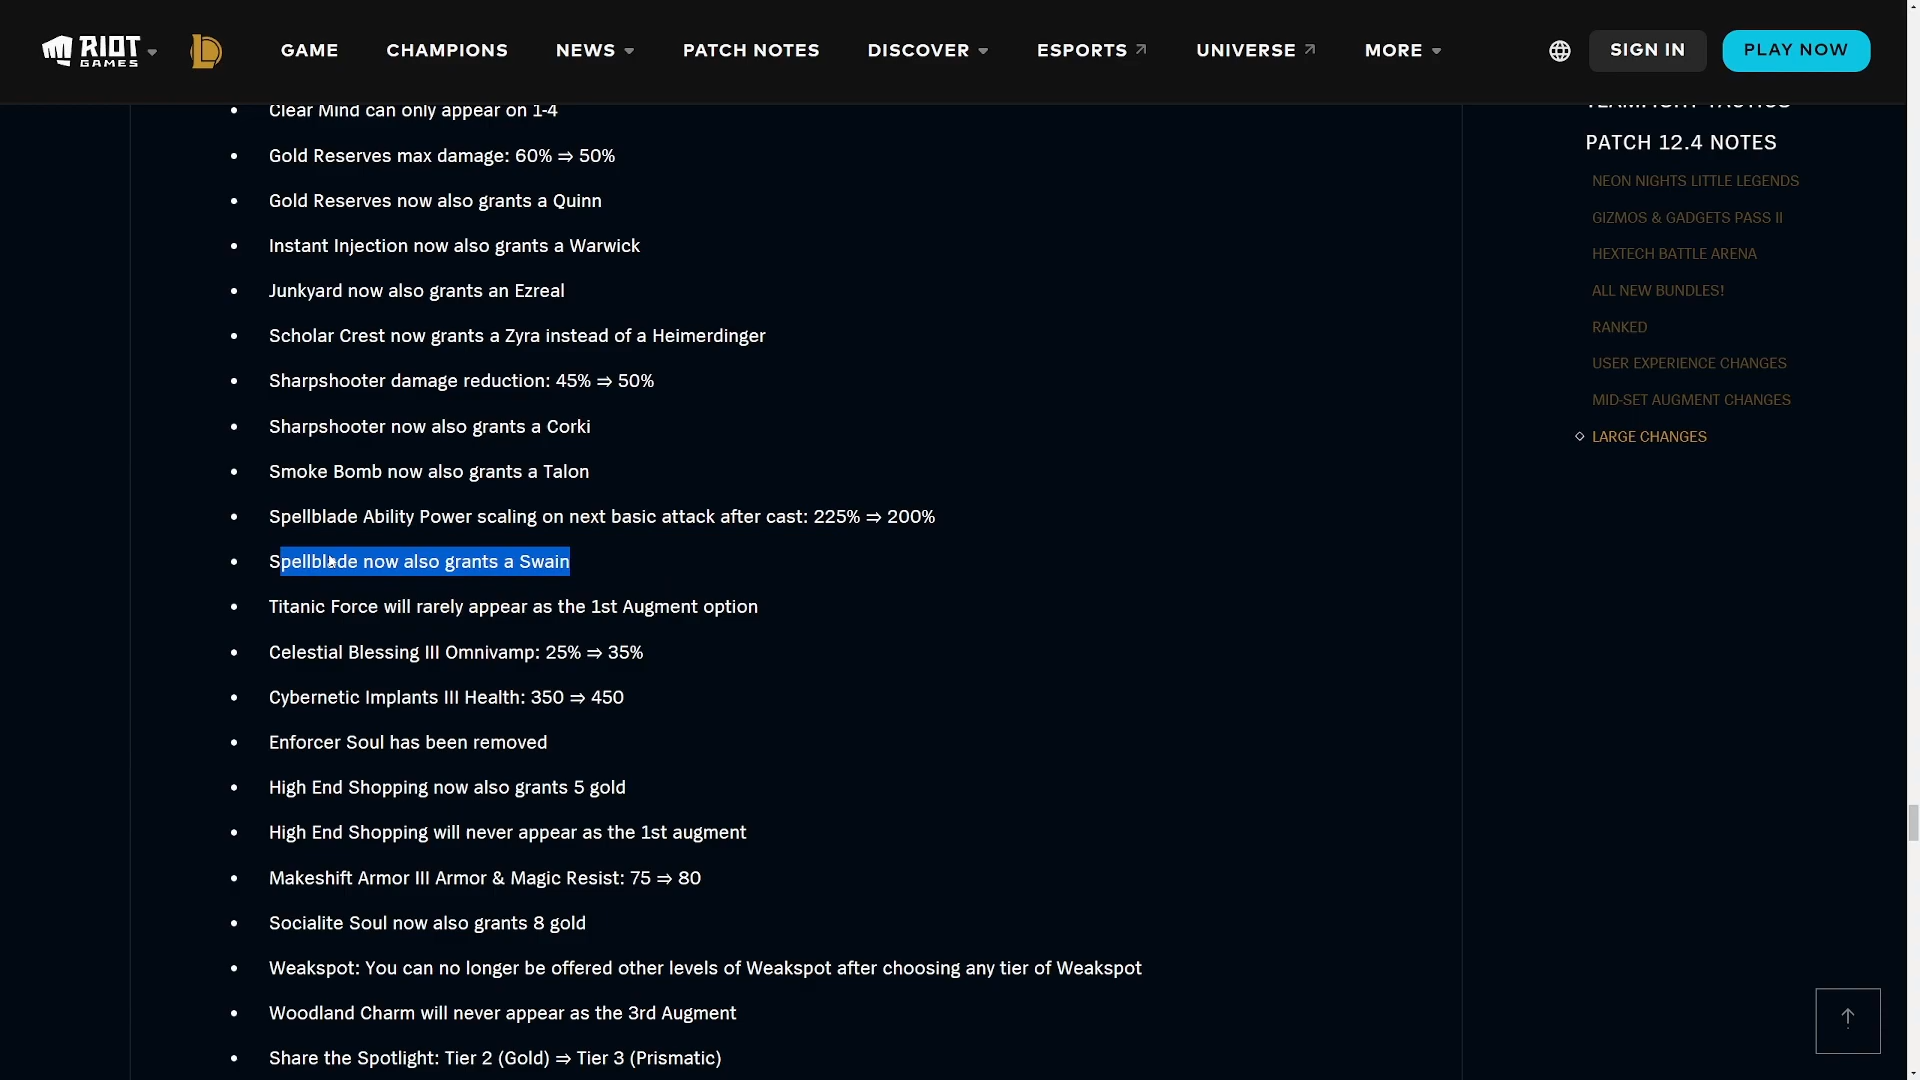 RIOT GAMES
GAME
CHAMPIONS
NEWS
PATCH NOTES
DISCOVER
ESPORTS
UNIVERSE
MORE
SIGN IN
PLAY NOW
Clear Mind can only appear on 1-4
Gold Reserves max damage: 60% ⇒ 50%
Gold Reserves now also grants a Quinn
Instant Injection now also grants a Warwick
Junkyard now also grants an Ezreal
Scholar Crest now grants a Zyra instead of a Heimerdinger
Sharpshooter damage reduction: 45% ⇒ 50%
Sharpshooter now also grants a Corki
Smoke Bomb now also grants a Talon
Spellblade Ability Power scaling on next basic attack after cast: 225% ⇒ 200%
Spellblade now also grants a Swain
Titanic Force will rarely appear as the 1st Augment option
Celestial Blessing III Omnivamp: 25% ⇒ 35%
Cybernetic Implants III Health: 350 ⇒ 450
Enforcer Soul has been removed
High End Shopping now also grants 5 gold
High End Shopping will never appear as the 1st augment
Makeshift Armor III Armor & Magic Resist: 75 ⇒ 80
Socialite Soul now also grants 8 gold
Weakspot: You can no longer be offered other levels of Weakspot after choosing any tier of Weakspot
Woodland Charm will never appear as the 3rd Augment
Share the Spotlight: Tier 2 (Gold) ⇒ Tier 3 (Prismatic)
TEAMFIGHT TACTICS
PATCH 12.4 NOTES
NEON NIGHTS LITTLE LEGENDS
GIZMOS & GADGETS PASS II
HEXTECH BATTLE ARENA
ALL NEW BUNDLES!
RANKED
USER EXPERIENCE CHANGES
MID-SET AUGMENT CHANGES
LARGE CHANGES